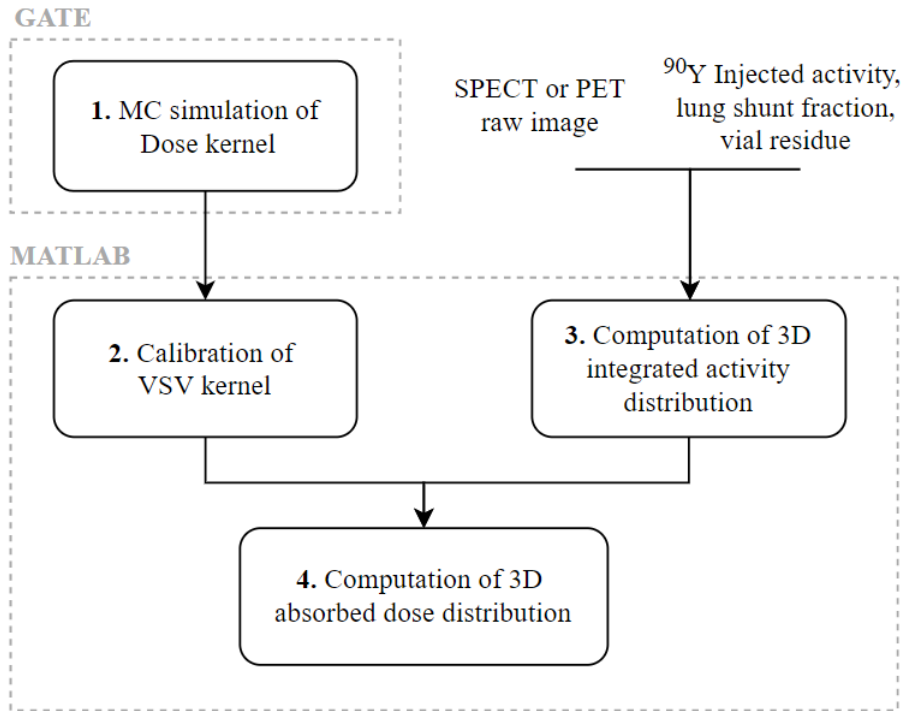 GATE
1. MC simulation of
Dose kernel
SPECT or PET
raw image
⁹⁰Y Injected activity,
lung shunt fraction,
vial residue
MATLAB
2. Calibration of
VSV kernel
3. Computation of 3D
integrated activity
distribution
4. Computation of 3D
absorbed dose distribution